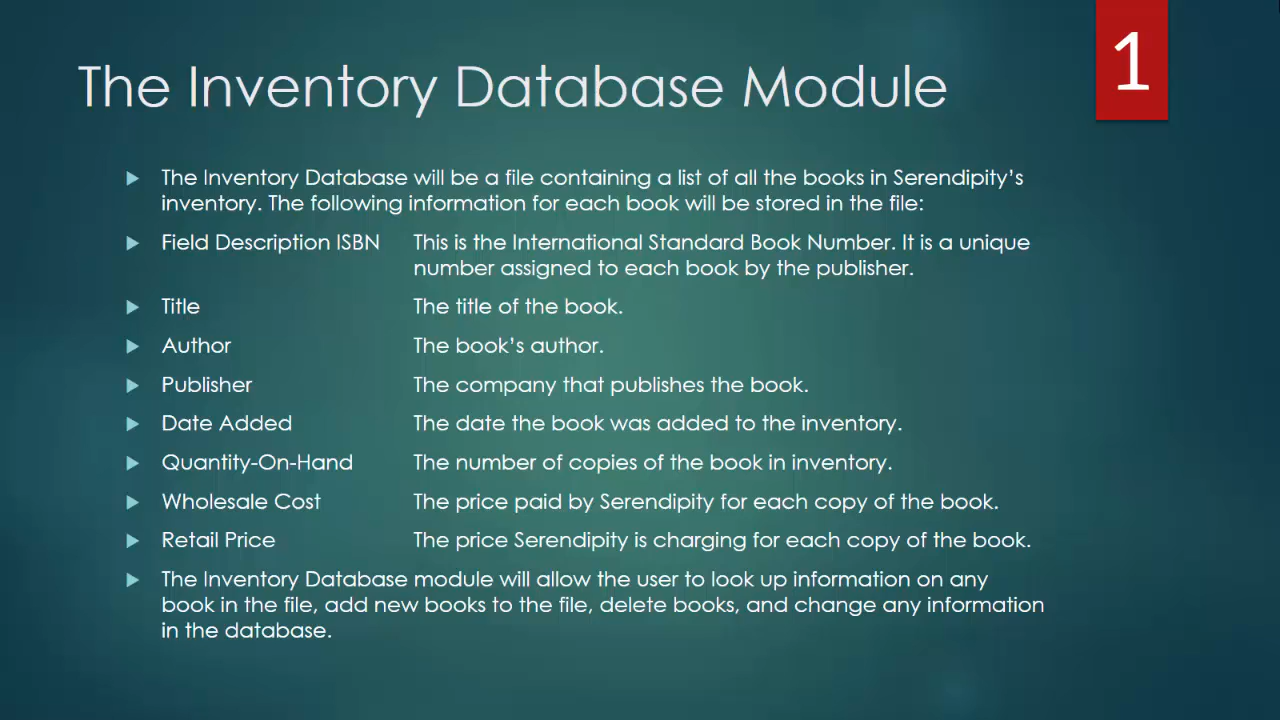 The Inventory Database Module
1
The Inventory Database will be a file containing a list of all the books in Serendipity’s
inventory. The following information for each book will be stored in the file:
Field Description ISBN This is the International Standard Book Number. It is a unique
number assigned to each book by the publisher.
Title The title of the book.
Author The book’s author.
Publisher The company that publishes the book.
Date Added The date the book was added to the inventory.
Quantity-On-Hand The number of copies of the book in inventory.
Wholesale Cost The price paid by Serendipity for each copy of the book.
Retail Price The price Serendipity is charging for each copy of the book.
The Inventory Database module will allow the user to look up information on any
book in the file, add new books to the file, delete books, and change any information
in the database.